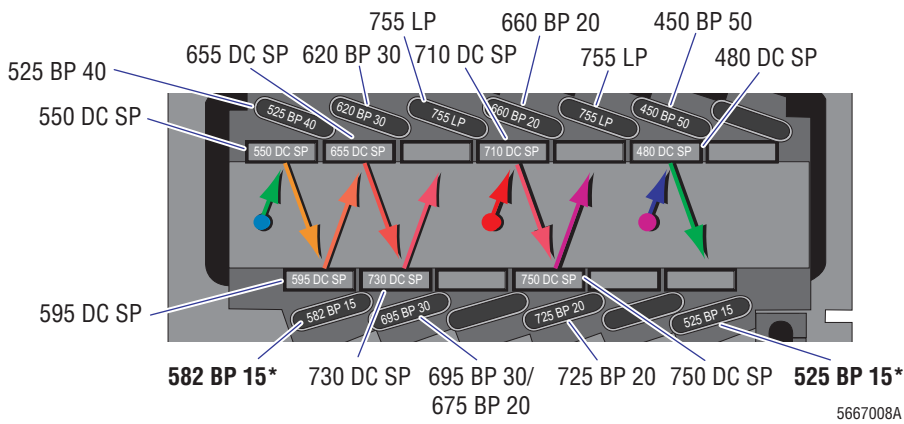 755 LP
660 BP 20
450 BP 50
655 DC SP
620 BP 30
710 DC SP
755 LP
480 DC SP
525 BP 40
550 DC SP
525 BP 40
620 BP 30
755 LP
660 BP 20
755 LP
450 BP 50
550 DC SP
655 DC SP
710 DC SP
480 DC SP
595 DC SP
730 DC SP
750 DC SP
582 BP 15
695 BP 30
725 BP 20
525 BP 15
595 DC SP
582 BP 15*
730 DC SP
695 BP 30/
675 BP 20
725 BP 20
750 DC SP
525 BP 15*
5667008A